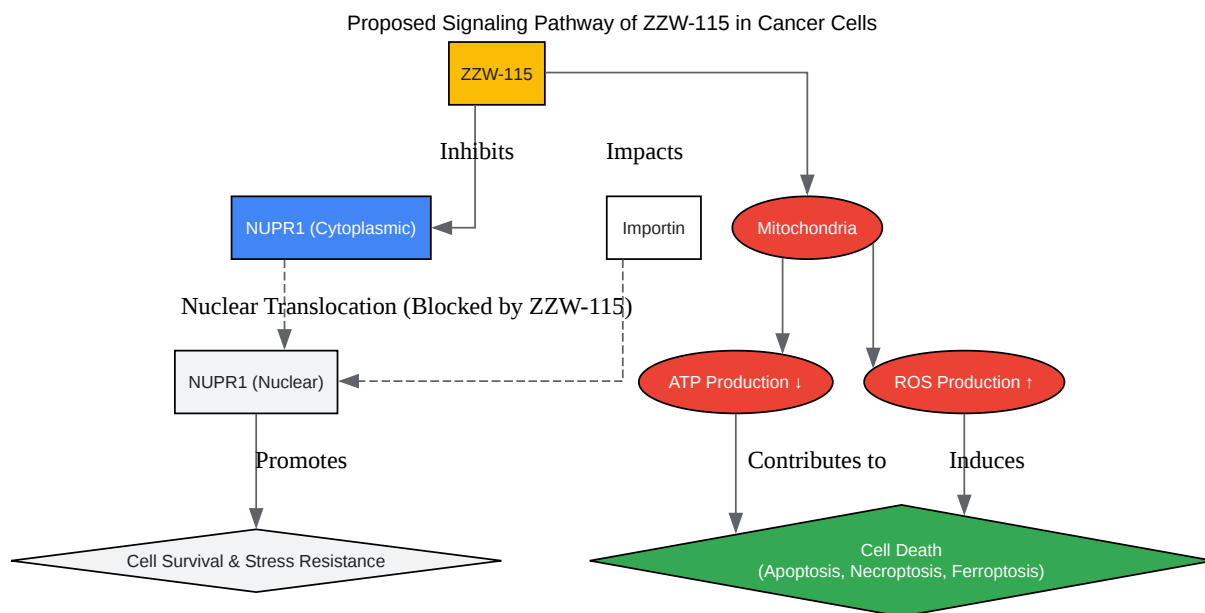 Proposed Signaling Pathway of ZZW-115 in Cancer Cells
ZZW-115
Inhibits
Impacts
NUPR1 (Cytoplasmic)
Importin
Mitochondria
Nuclear Translocation (Blocked by ZZW-115)
NUPR1 (Nuclear)
ATP Production ↓
ROS Production ↑
Promotes
Contributes to
Induces
Cell Survival & Stress Resistance
Cell Death
(Apoptosis, Necroptosis, Ferroptosis)